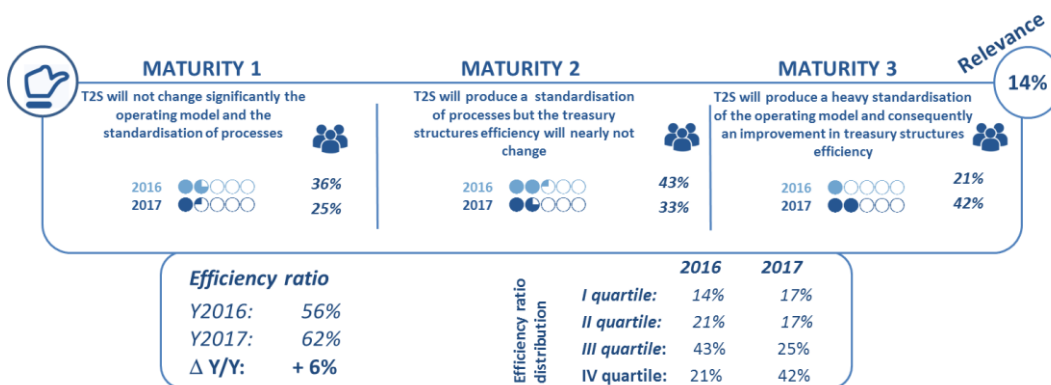 Relevance
14%
MATURITY 1
T2S will not change significantly the
operating model and the
standardisation of processes
2016 36%
2017 25%
MATURITY 2
T2S will produce a standardisation
of processes but the treasury
structures efficiency will nearly not
change
2016 43%
2017 33%
MATURITY 3
T2S will produce a heavy standardisation
of the operating model and consequently
an improvement in treasury structures
efficiency
2016 21%
2017 42%
Efficiency ratio
Y2016: 56%
Y2017: 62%
Δ Y/Y: + 6%
Efficiency ratio
distribution
2016 2017
I quartile: 14% 17%
II quartile: 21% 17%
III quartile: 43% 25%
IV quartile: 21% 42%